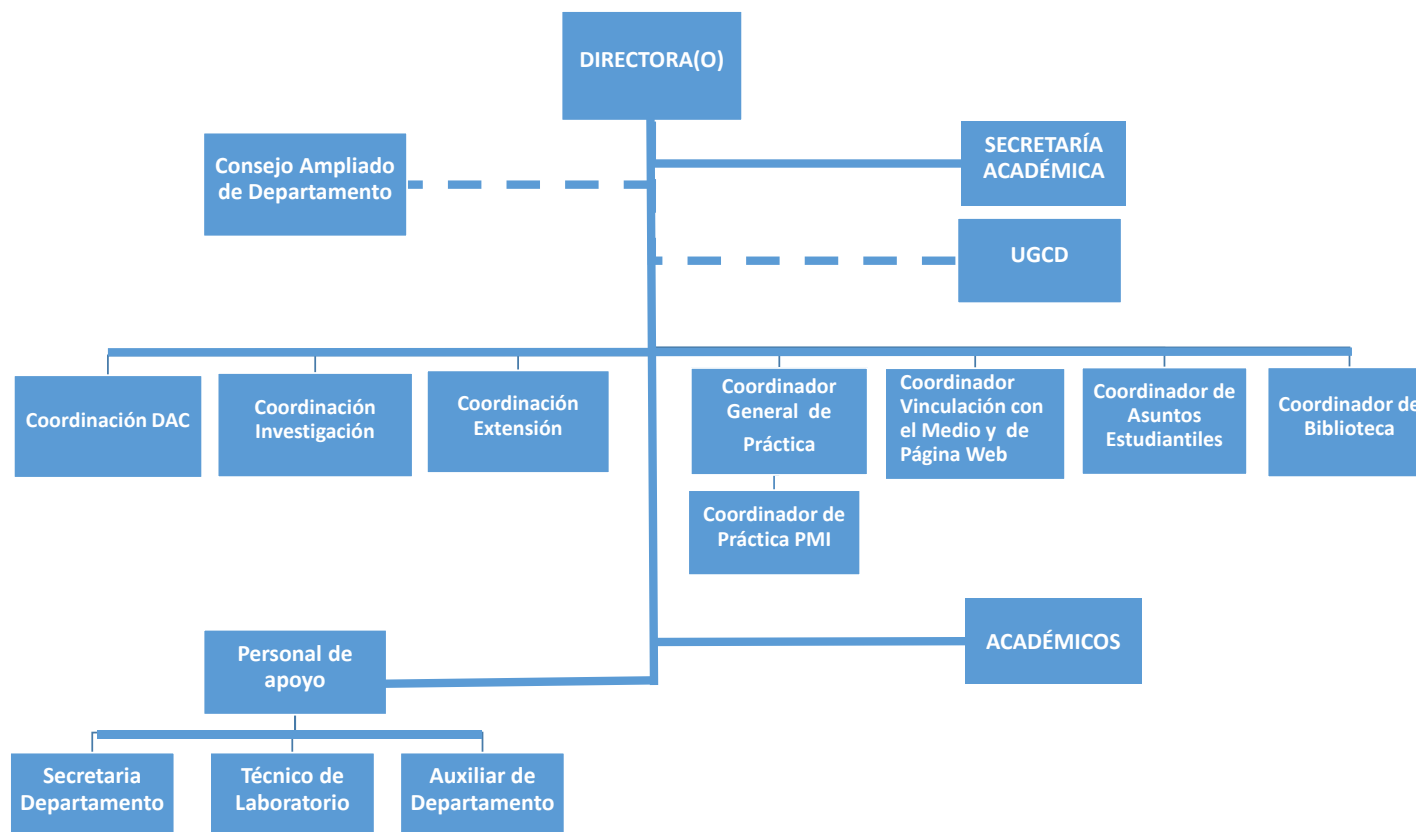 DIRECTORA(O)
Consejo Ampliado
de Departamento
SECRETARÍA
ACADÉMICA
UGCD
Coordinación DAC
Coordinación
Investigación
Coordinación
Extensión
Coordinador
General de
Práctica
Coordinador
Vinculación con
el Medio y de
Página Web
Coordinador de
Asuntos
Estudiantiles
Coordinador de
Biblioteca
Coordinador de
Práctica PMI
ACADÉMICOS
Personal de
apoyo
Secretaria
Departamento
Técnico de
Laboratorio
Auxiliar de
Departamento